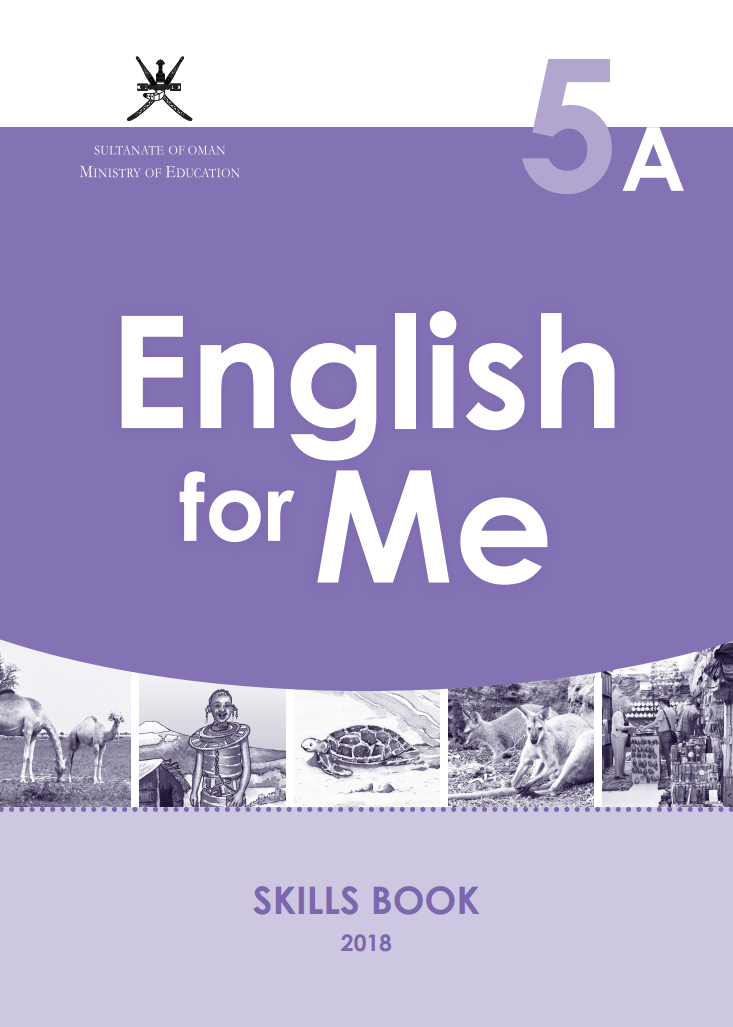 SULTANATE OF OMAN
MINISTRY OF EDUCATION
5A
English
for Me
SKILLS BOOK
2018